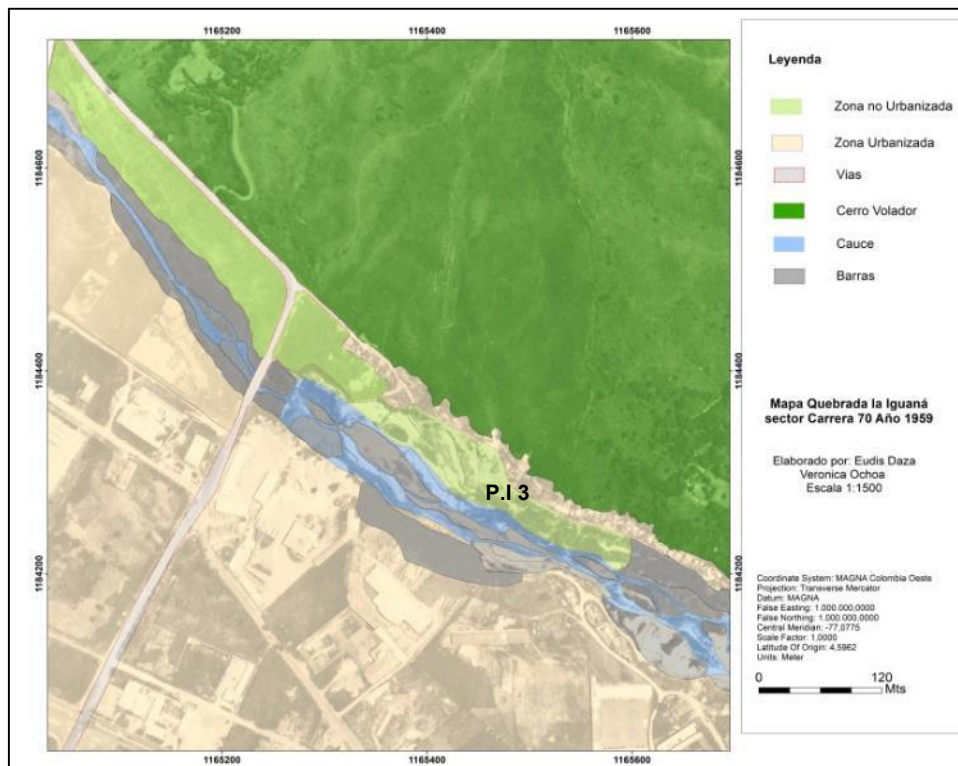 1165200 1165400 1165600
1184600 1184600
1184400 1184400
1184200 1184200
1165200 1165400 1165600
P.I 3
Leyenda
Zona no Urbanizada
Zona Urbanizada
Vias
Cerro Volador
Cauce
Barras
Mapa Quebrada la Iguaná
sector Carrera 70 Año 1959
Elaborado por: Eudis Daza
Veronica Ochoa
Escala 1:1500
Coordinate System: MAGNA Colombia Oeste
Projection: Transverse Mercator
Datum: MAGNA
False Easting: 1.000.000,0000
False Northing: 1.000.000,0000
Central Meridian: -77,0775
Scale Factor: 1,0000
Latitude Of Origin: 4,5962
Units: Meter
0 120
Mts